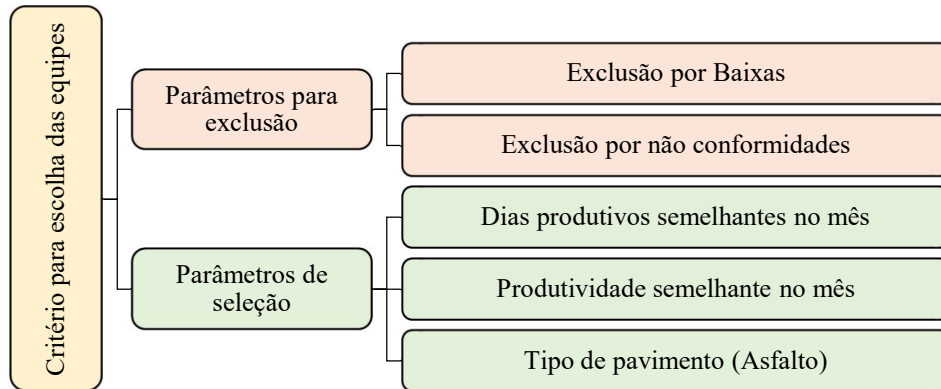 Critério para escolha das equipes
Parâmetros para
exclusão
Exclusão por Baixas
Exclusão por não conformidades
Parâmetros de
seleção
Dias produtivos semelhantes no mês
Produtividade semelhante no mês
Tipo de pavimento (Asfalto)